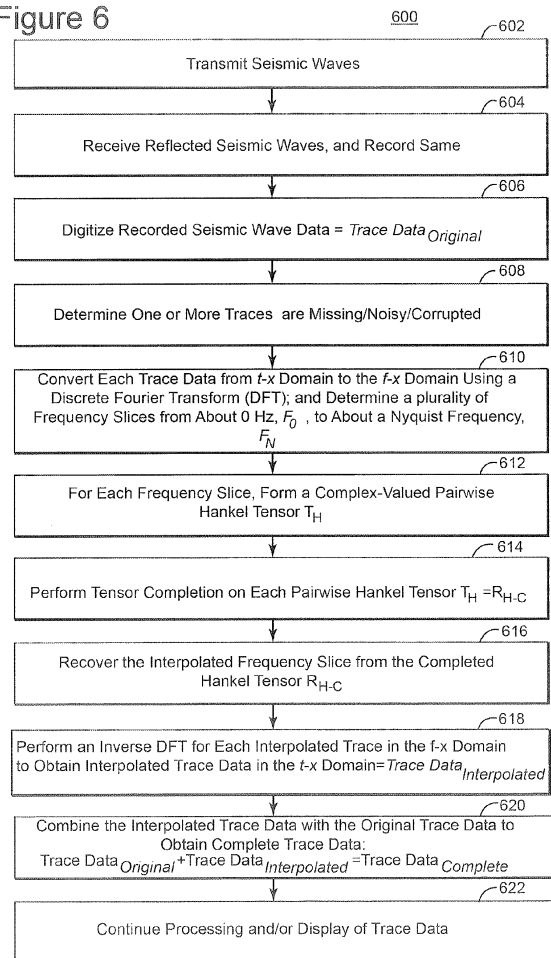 Figure 6
600
602
Transmit Seismic Waves
604
Receive Reflected Seismic Waves, and Record Same
606
Digitize Recorded Seismic Wave Data = Trace Data Original
608
Determine One or More Traces are Missing/Noisy/Corrupted
610
Convert Each Trace Data from t-x Domain to the f-x Domain Using a
Discrete Fourier Transform (DFT); and Determine a plurality of
Frequency Slices from About 0 Hz, F0 , to About a Nyquist Frequency,
FN
612
For Each Frequency Slice, Form a Complex-Valued Pairwise
Hankel Tensor TH
614
Perform Tensor Completion on Each Pairwise Hankel Tensor TH =RH-C
616
Recover the Interpolated Frequency Slice from the Completed
Hankel Tensor RH-C
618
Perform an Inverse DFT for Each Interpolated Trace in the f-x Domain
to Obtain Interpolated Trace Data in the t-x Domain=Trace Data Interpolated
620
Combine the Interpolated Trace Data with the Original Trace Data to
Obtain Complete Trace Data:
Trace Data Original +Trace Data Interpolated =Trace Data Complete
622
Continue Processing and/or Display of Trace Data